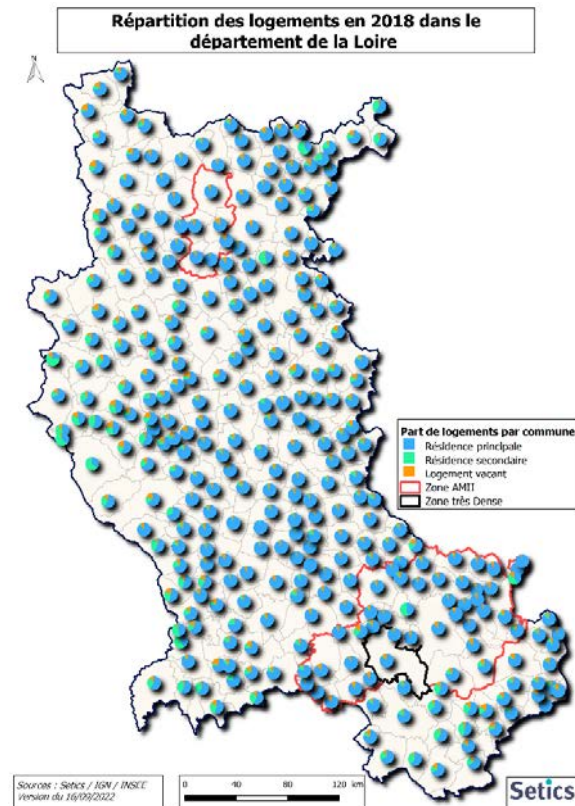 Répartition des logements en 2018 dans le
département de la Loire
N
Part de logements par commune
Résidence principale
Résidence secondaire
Logement vacant
Zone AMII
Zone très Dense
Sources : Setics / IGN / INSEE
Version du 16/09/2022
0 40 80 120 km
Setics